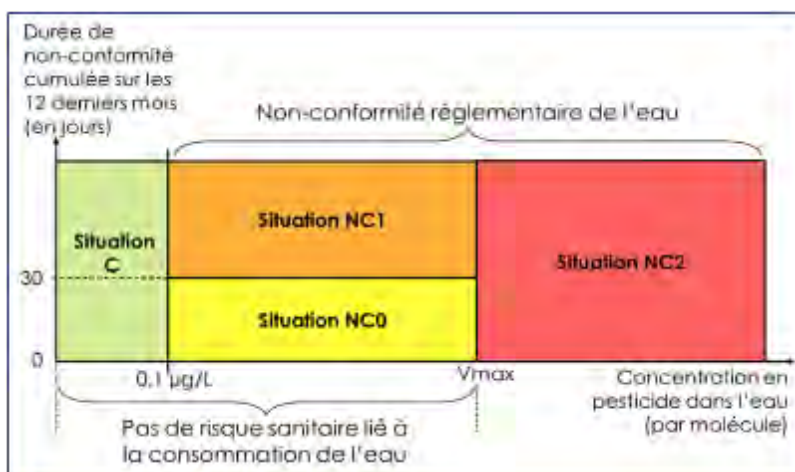 Durée de
non-conformité
cumulée sur les
12 derniers mois
(en jours)
Non-conformité réglementaire de l'eau
Situation NC1
Situation
C
Situation NC2
30
Situation NC0
0
0,1 µg/L
Vmax
Concentration en
pesticide dans l'eau
(par molécule)
Pas de risque sanitaire lié à
la consommation de l'eau